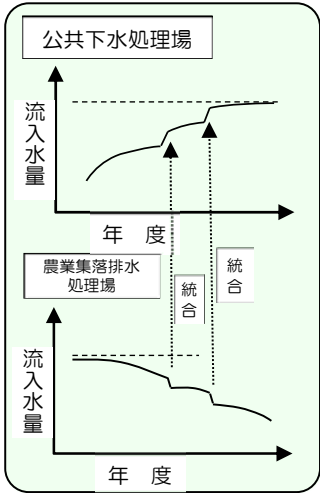 公共下水処理場
流入水量
年 度
農業集落排水
処理場
統合
統合
流入水量
年 度